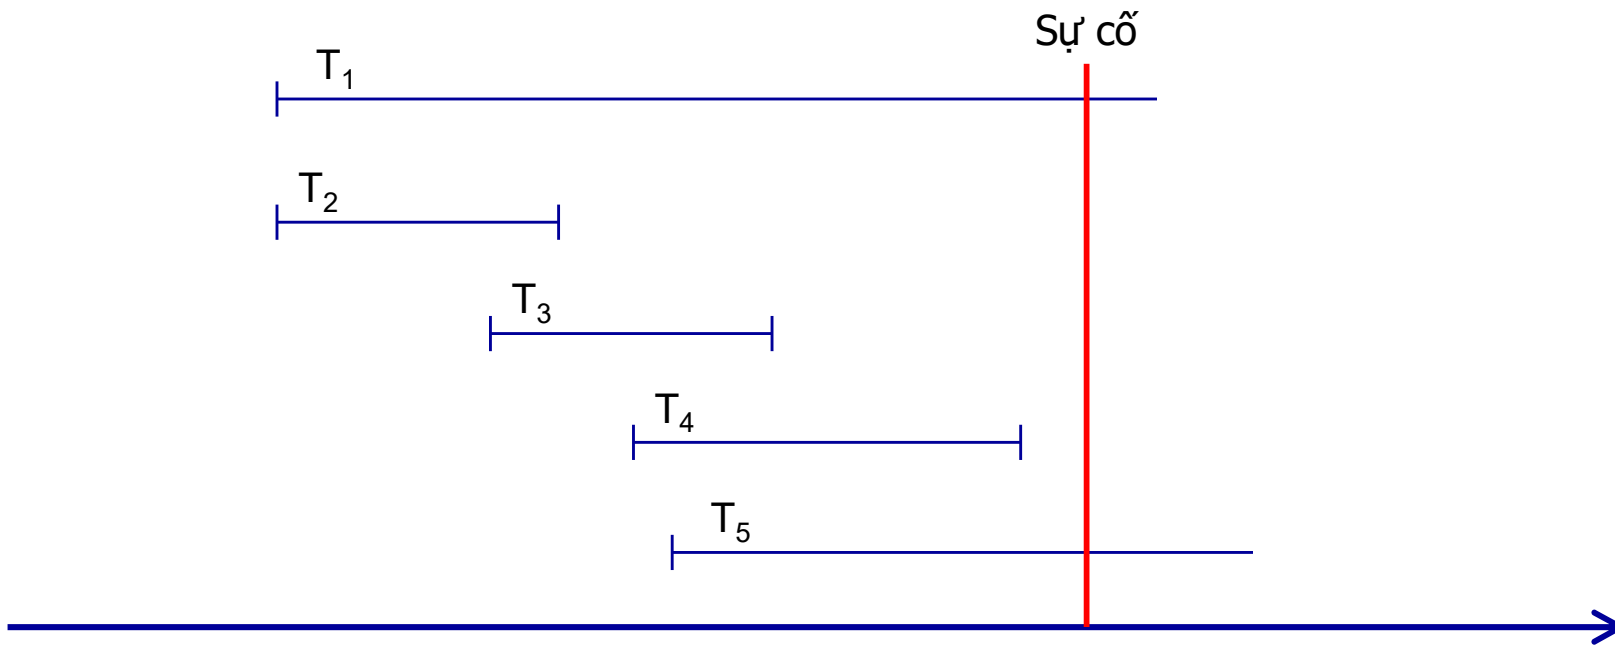 Sự cố
T₁
T₂
T₃
T₄
T₅